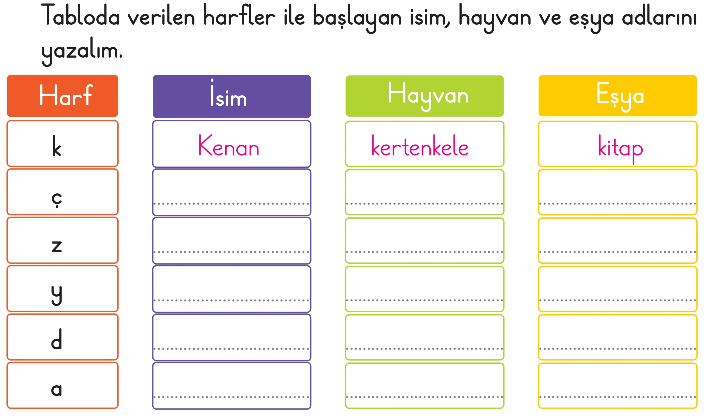 Tabloda verilen harfler ile başlayan isim, hayvan ve eşya adlarını
yazalım.
Harf İsim Hayvan Eşya
k Kenan kertenkele kitap
ç
z
y
d
a